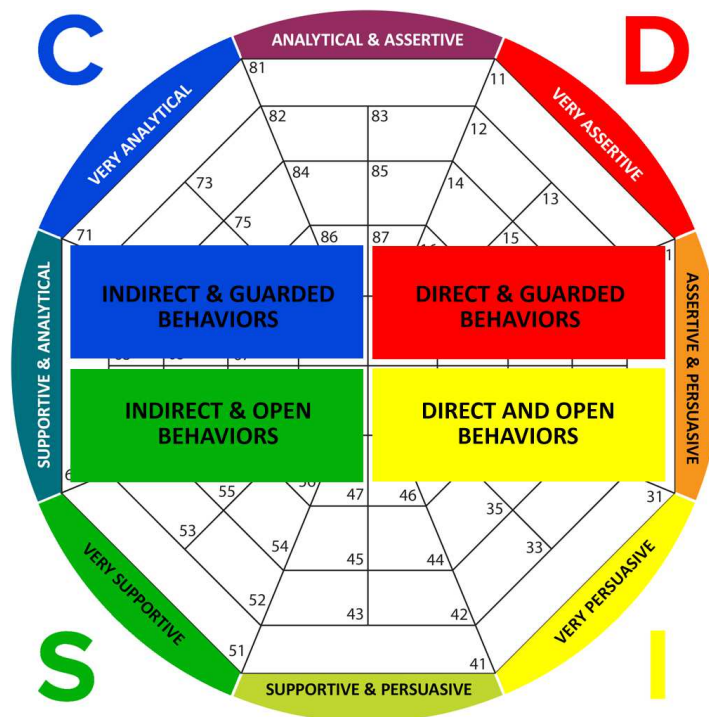 C
D
ANALYTICAL & ASSERTIVE
VERY ANALYTICAL
VERY ASSERTIVE
81
11
82
83
12
84
85
14
73
13
75
15
86
87
71
INDIRECT & GUARDED
BEHAVIORS
DIRECT & GUARDED
BEHAVIORS
SUPPORTIVE & ANALYTICAL
ASSERTIVE & PERSUASIVE
INDIRECT & OPEN
BEHAVIORS
DIRECT AND OPEN
BEHAVIORS
47
46
55
31
35
53
33
54
45
44
52
43
42
51
41
VERY SUPPORTIVE
VERY PERSUASIVE
S
I
SUPPORTIVE & PERSUASIVE